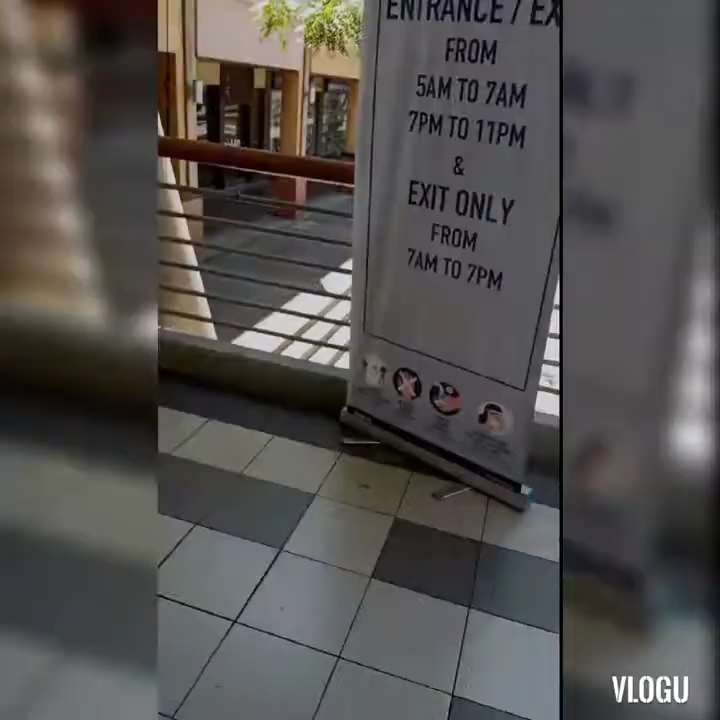 ENTRANCE / EX
FROM
5AM TO 7AM
7PM TO 11PM
&
EXIT ONLY
FROM
7AM TO 7PM
VLOGU